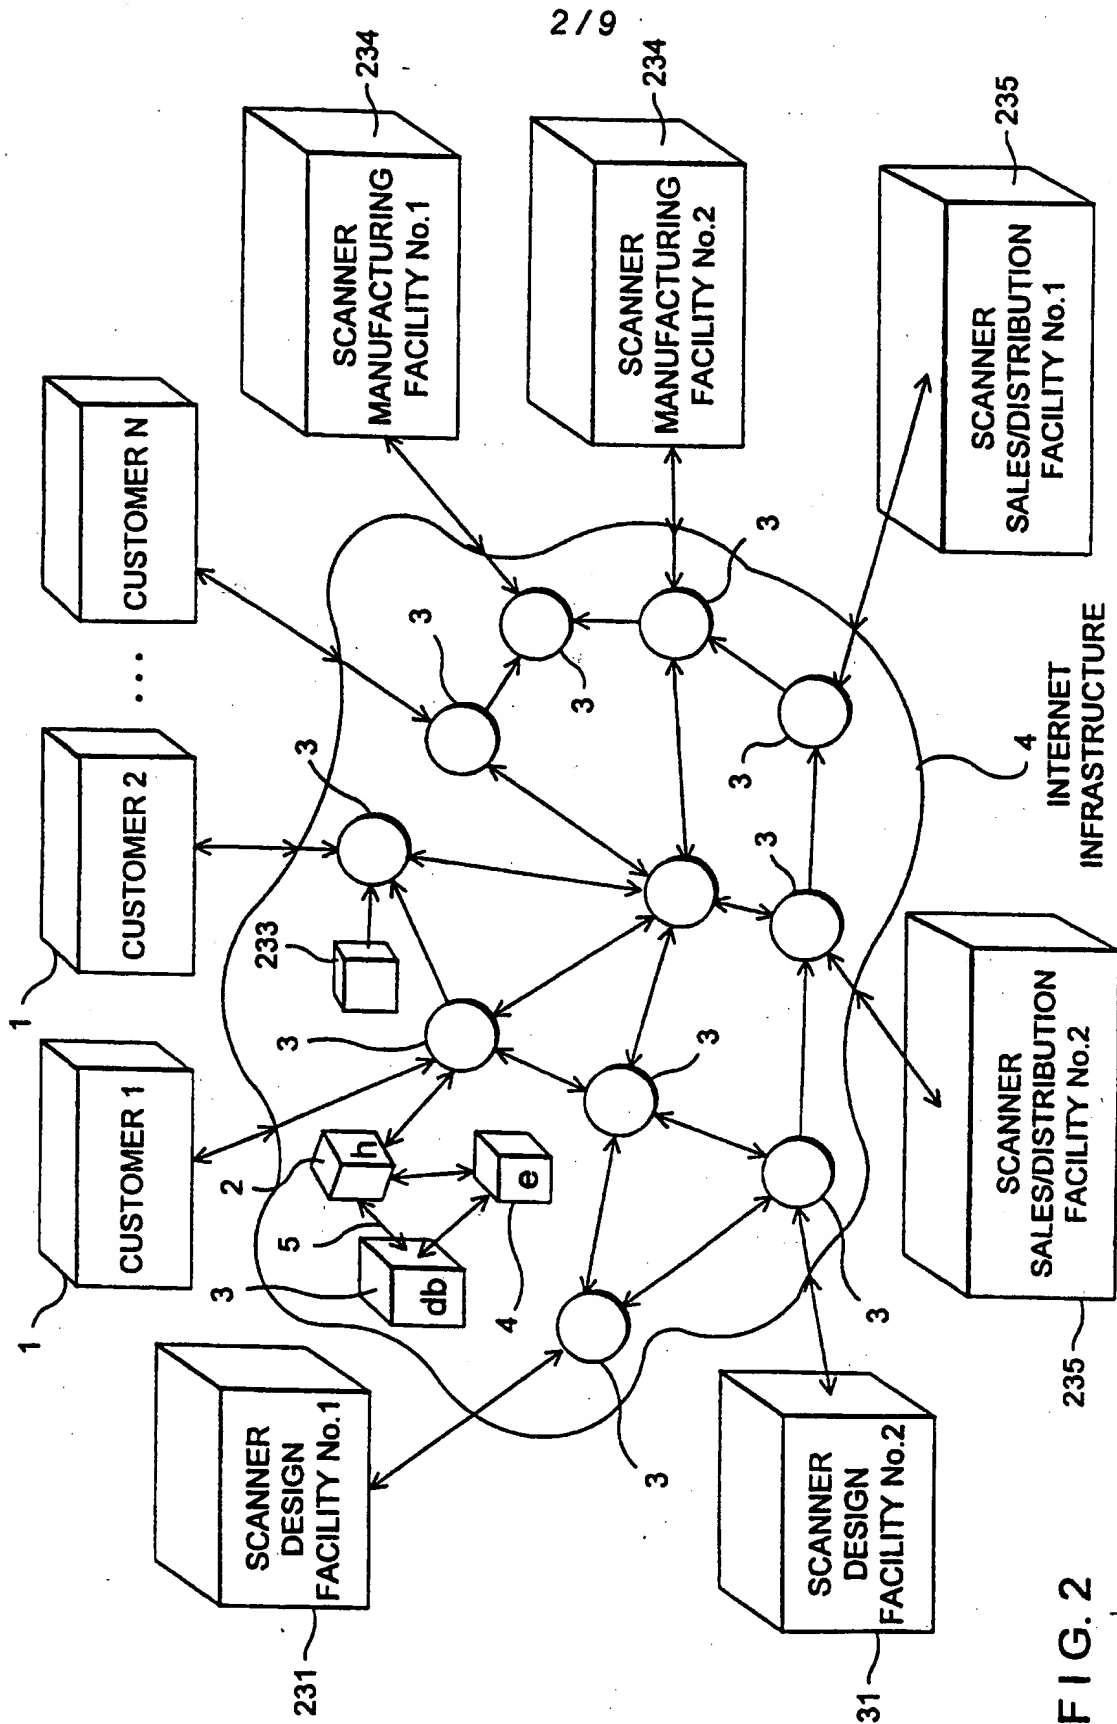 2/9
CUSTOMER 1
1
CUSTOMER 2
1
...
CUSTOMER N
SCANNER
DESIGN
FACILITY No.1
231
SCANNER
MANUFACTURING
FACILITY No.1
234
2
h
5
3
db
e
4
233
3
3
3
3
3
3
3
3
3
3
SCANNER
MANUFACTURING
FACILITY No.2
234
SCANNER
DESIGN
FACILITY No.2
31
SCANNER
SALES/DISTRIBUTION
FACILITY No.2
235
4
INTERNET
INFRASTRUCTURE
SCANNER
SALES/DISTRIBUTION
FACILITY No.1
235
FIG. 2